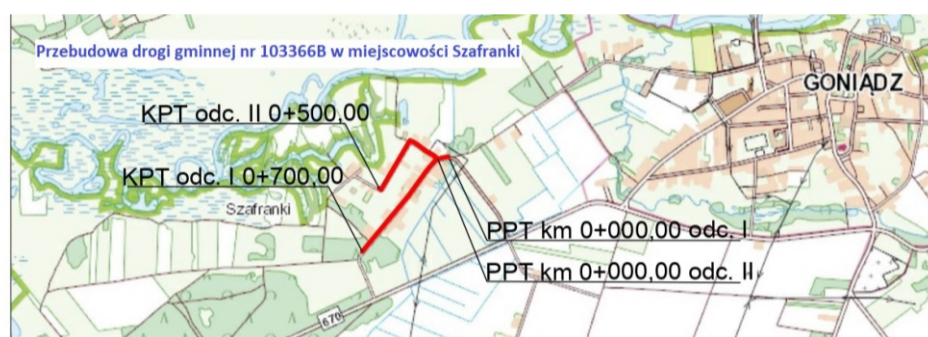 Przebudowa drogi gminnej nr 103366B w miejscowości Szafranki
GONIĄDZ
KPT odc. II 0+500,00
KPT odc. I 0+700,00
Szafranki
PPT km 0+000,00 odc. I
PPT km 0+000,00 odc. II
670